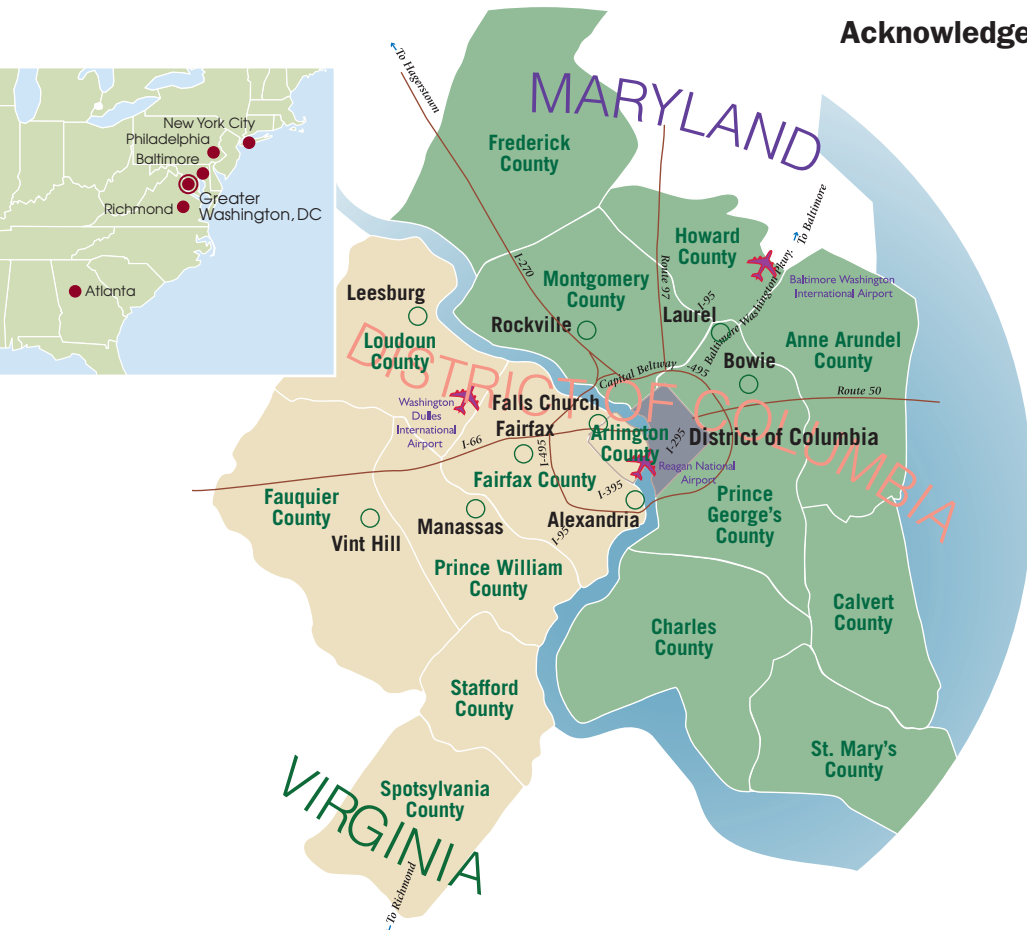 Acknowledge
To Hagerstown
MARYLAND
New York City
Philadelphia
Baltimore
Greater
Washington, DC
Richmond
Atlanta
Frederick
County
To Baltimore
Howard
County
Baltimore Washington
International Airport
I-270
Route 97
Montgomery
County
Baltimore Washington Pkwy.
I-95
Leesburg
Rockville
Laurel
Loudoun
County
Anne Arundel
County
DISTRICT OF COLUMBIA
Capital Beltway
-495
Bowie
Route 50
Washington
Dulles
International
Airport
Falls Church
Fairfax
Arlington
County
I-295
District of Columbia
I-66
I-495
Reagan National
Airport
Fairfax County
I-395
Fauquier
County
Prince
George's
County
Vint Hill
Manassas
Alexandria
I-95
Prince William
County
Calvert
County
Charles
County
Stafford
County
St. Mary's
County
VIRGINIA
Spotsylvania
County
To Richmond